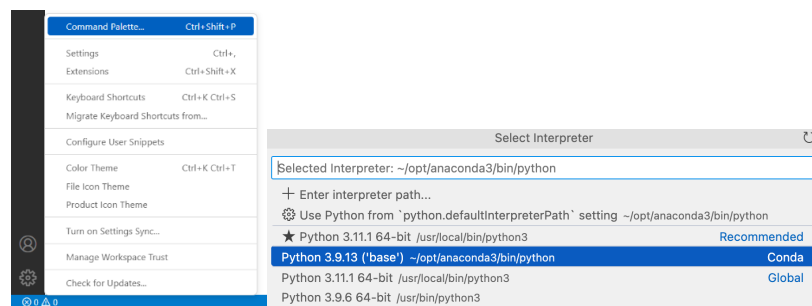 Command Palette... Ctrl+Shift+P
Settings Ctrl+,
Extensions Ctrl+Shift+X
Keyboard Shortcuts Ctrl+K Ctrl+S
Migrate Keyboard Shortcuts from...
Configure User Snippets
Color Theme Ctrl+K Ctrl+T
File Icon Theme
Product Icon Theme
Turn on Settings Sync...
Manage Workspace Trust
Check for Updates...
0 0
Select Interpreter
Selected Interpreter: ~/opt/anaconda3/bin/python
Enter interpreter path...
Use Python from `python.defaultInterpreterPath` setting ~/opt/anaconda3/bin/python
Python 3.11.1 64-bit /usr/local/bin/python3 Recommended
Python 3.9.13 ('base') ~/opt/anaconda3/bin/python Conda
Python 3.11.1 64-bit /usr/local/bin/python3 Global
Python 3.9.6 64-bit /usr/bin/python3